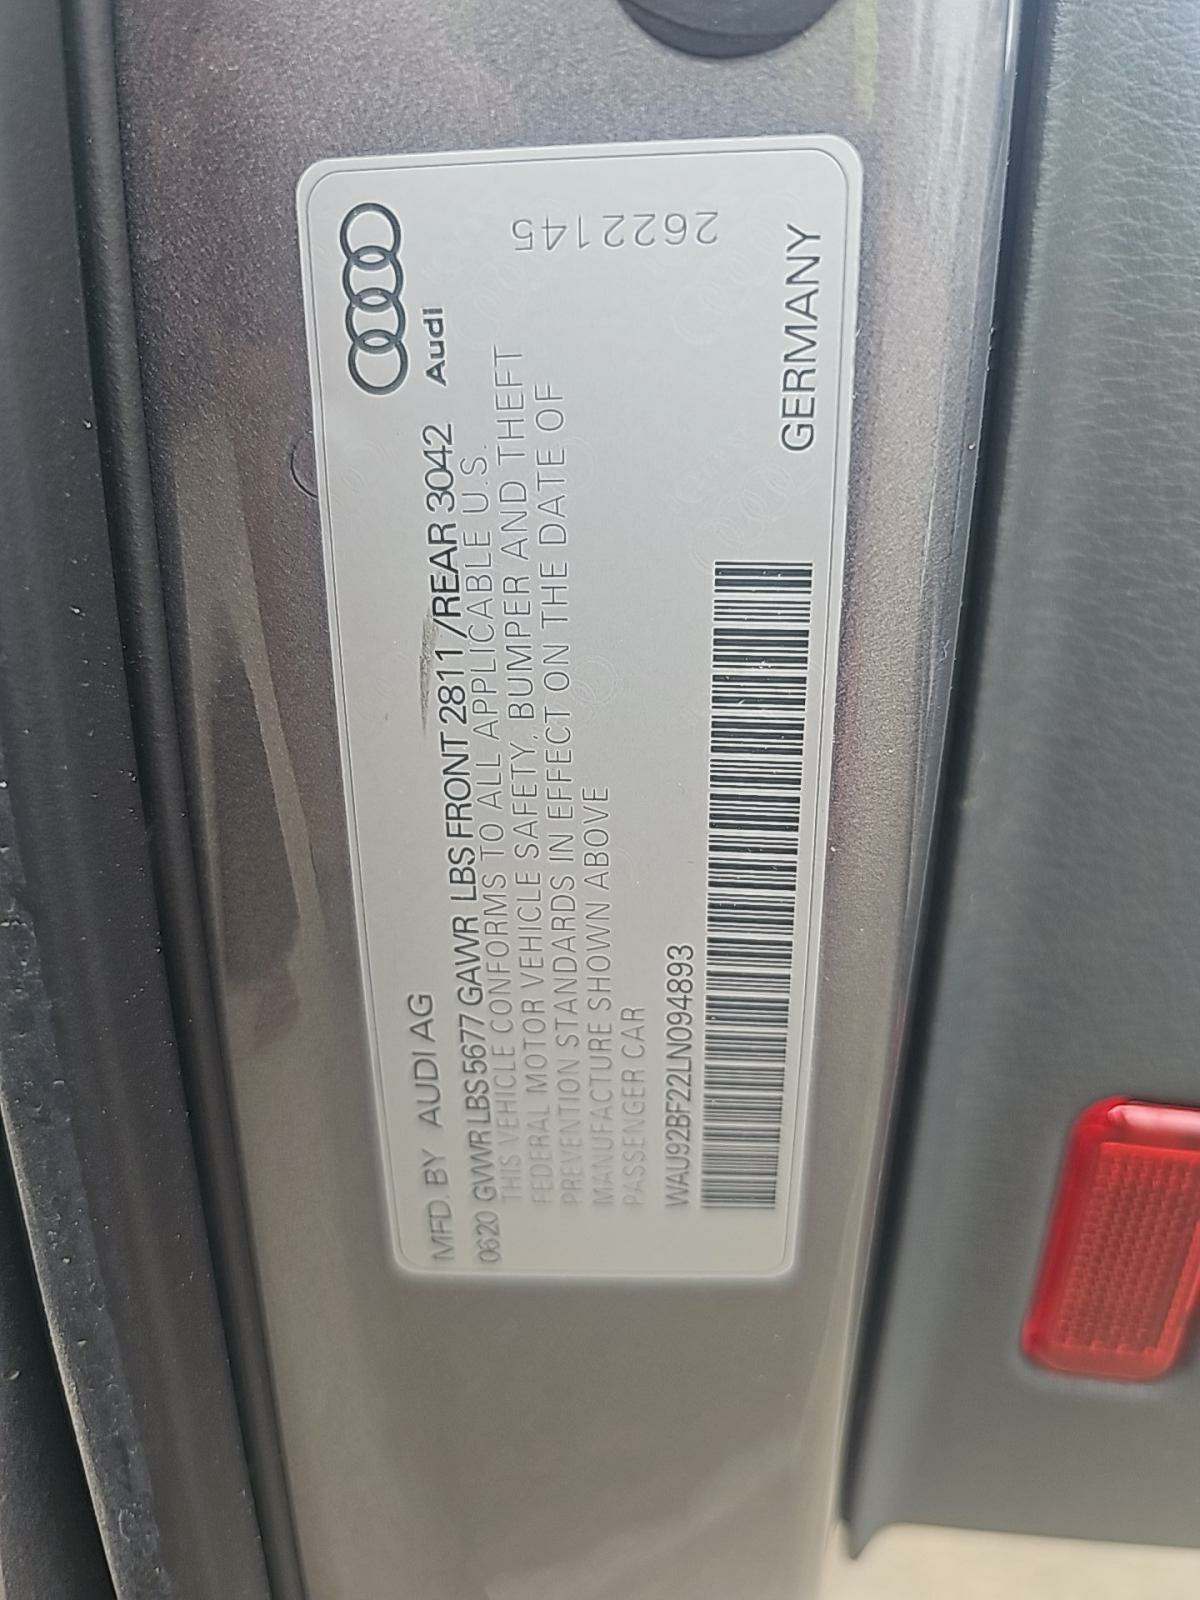 MFD. BY AUDI AG
Audi
0620 GVWR LBS 5677 GAWR LBS FRONT 2811 /REAR 3042
THIS VEHICLE CONFORMS TO ALL APPLICABLE U.S.
FEDERAL MOTOR VEHICLE SAFETY, BUMPER AND THEFT
PREVENTION STANDARDS IN EFFECT ON THE DATE OF
MANUFACTURE SHOWN ABOVE
PASSENGER CAR
2622145
WAU92BF22LN094893
GERMANY